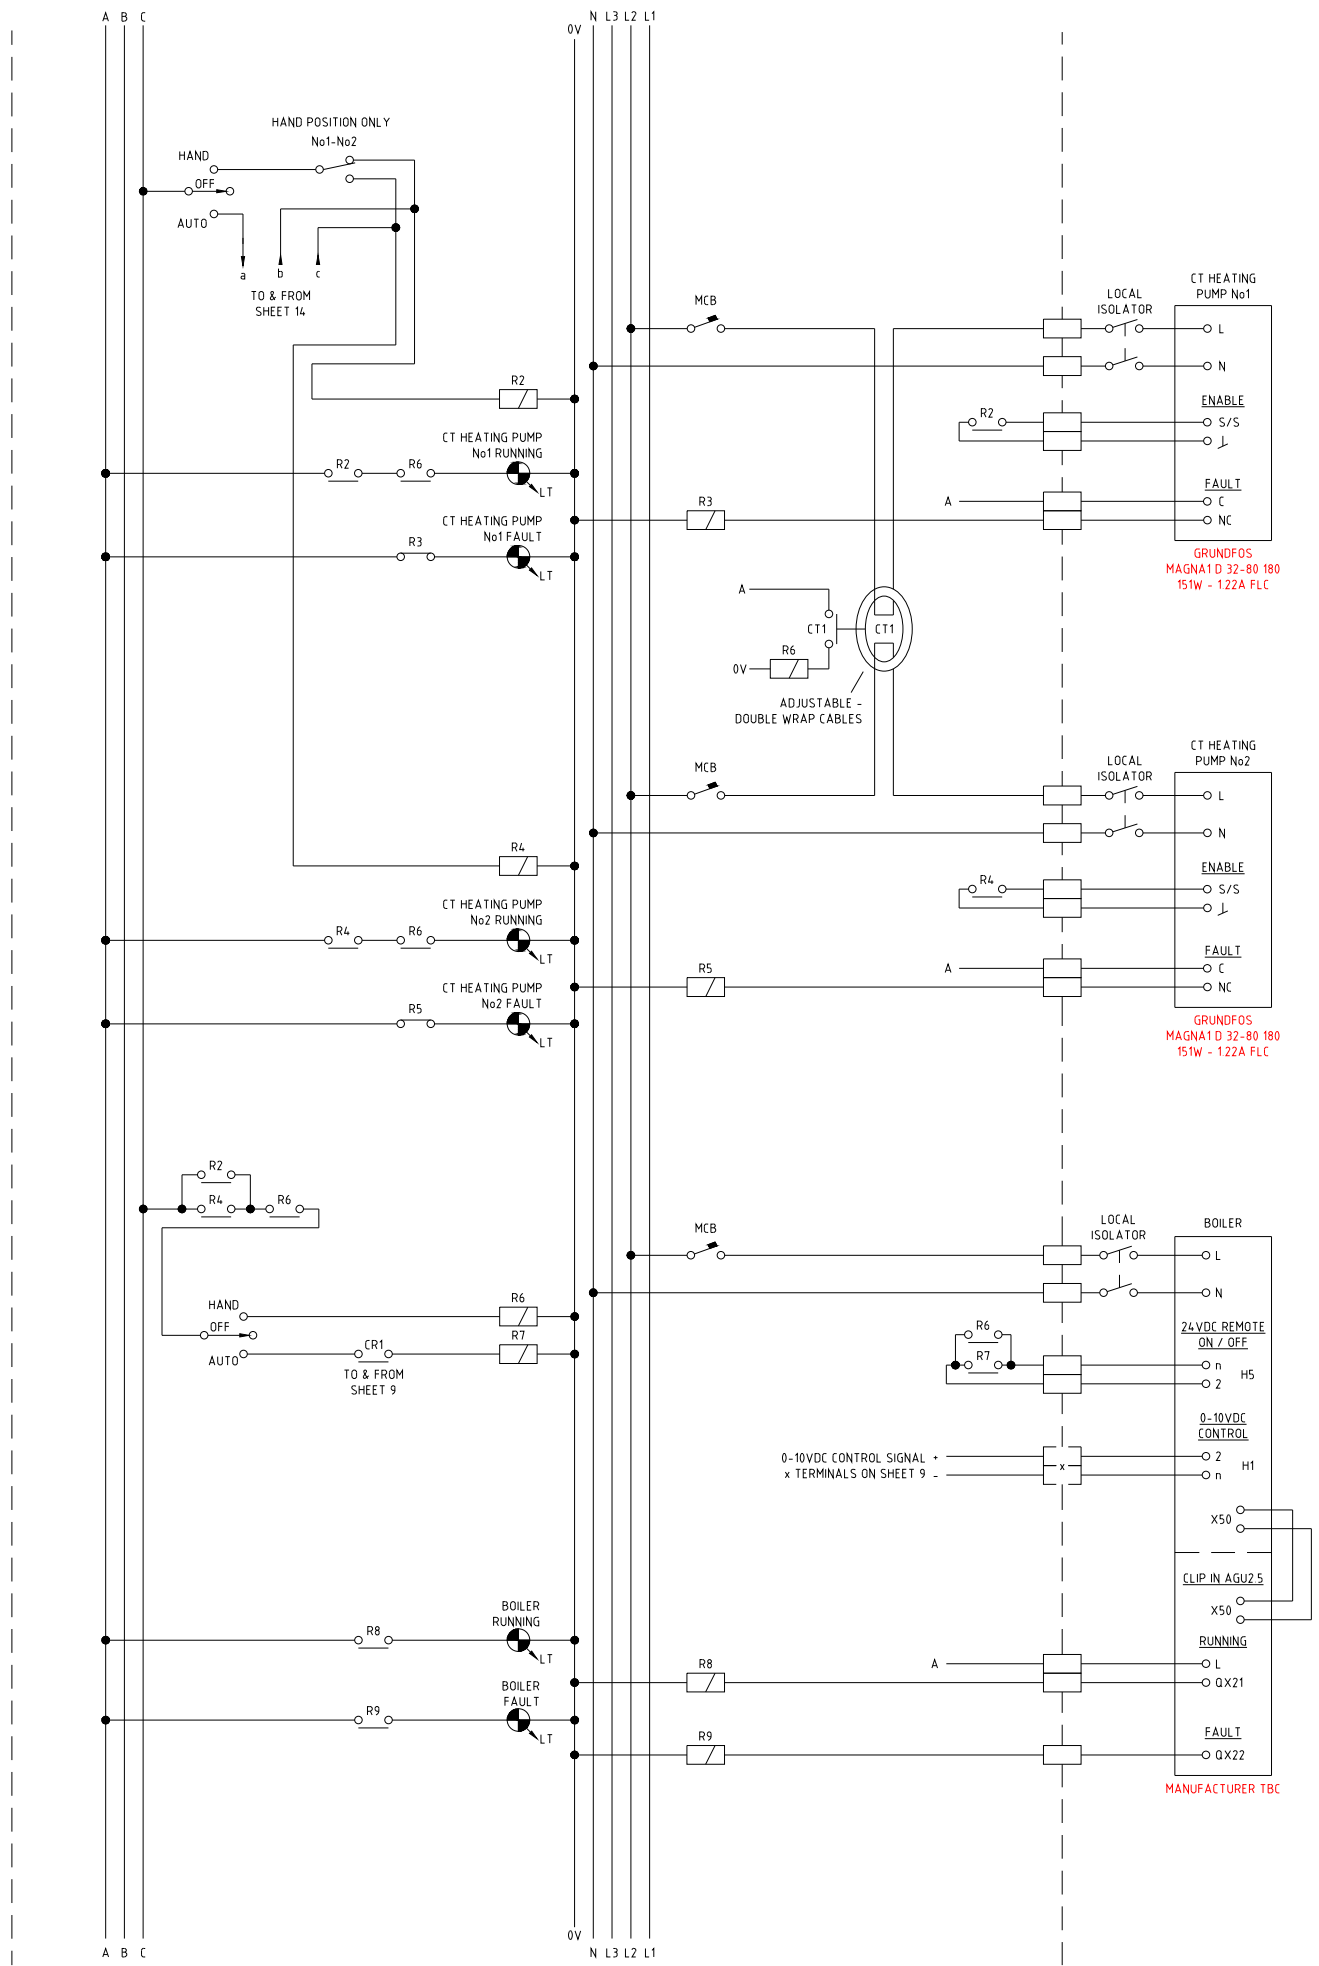 A B C
0V
N L3 L2 L1
HAND POSITION ONLY
No1-No2
HAND
OFF
AUTO
a b c
TO & FROM
SHEET 14
R2
CT HEATING PUMP
No1 RUNNING
R2 R6
LT
CT HEATING PUMP
No1 FAULT
R3
LT
MCB
LOCAL
ISOLATOR
CT HEATING
PUMP No1
L
N
ENABLE
R2
S/S
FAULT
A
C
R3
NC
GRUNDFOS
MAGNA1 D 32-80 180
151W - 1.22A FLC
A
CT1
CT1
R6
0V
ADJUSTABLE -
DOUBLE WRAP CABLES
MCB
LOCAL
ISOLATOR
CT HEATING
PUMP No2
L
N
R4
ENABLE
R4
S/S
CT HEATING PUMP
No2 RUNNING
R4 R6
LT
FAULT
A
C
R5
NC
CT HEATING PUMP
No2 FAULT
R5
LT
GRUNDFOS
MAGNA1 D 32-80 180
151W - 1.22A FLC
R2
R4 R6
HAND
OFF
AUTO
R6
R7
CR1
TO & FROM
SHEET 9
MCB
LOCAL
ISOLATOR
BOILER
L
N
24VDC REMOTE
ON / OFF
R6
R7
n
2
H5
0-10VDC
CONTROL
0-10VDC CONTROL SIGNAL +
x TERMINALS ON SHEET 9 -
x
2
n
H1
X50
CLIP IN AGU2.5
X50
BOILER
RUNNING
R8
LT
RUNNING
A
L
R8
QX21
BOILER
FAULT
R9
LT
FAULT
R9
QX22
MANUFACTURER TBC
0V
A B C
N L3 L2 L1